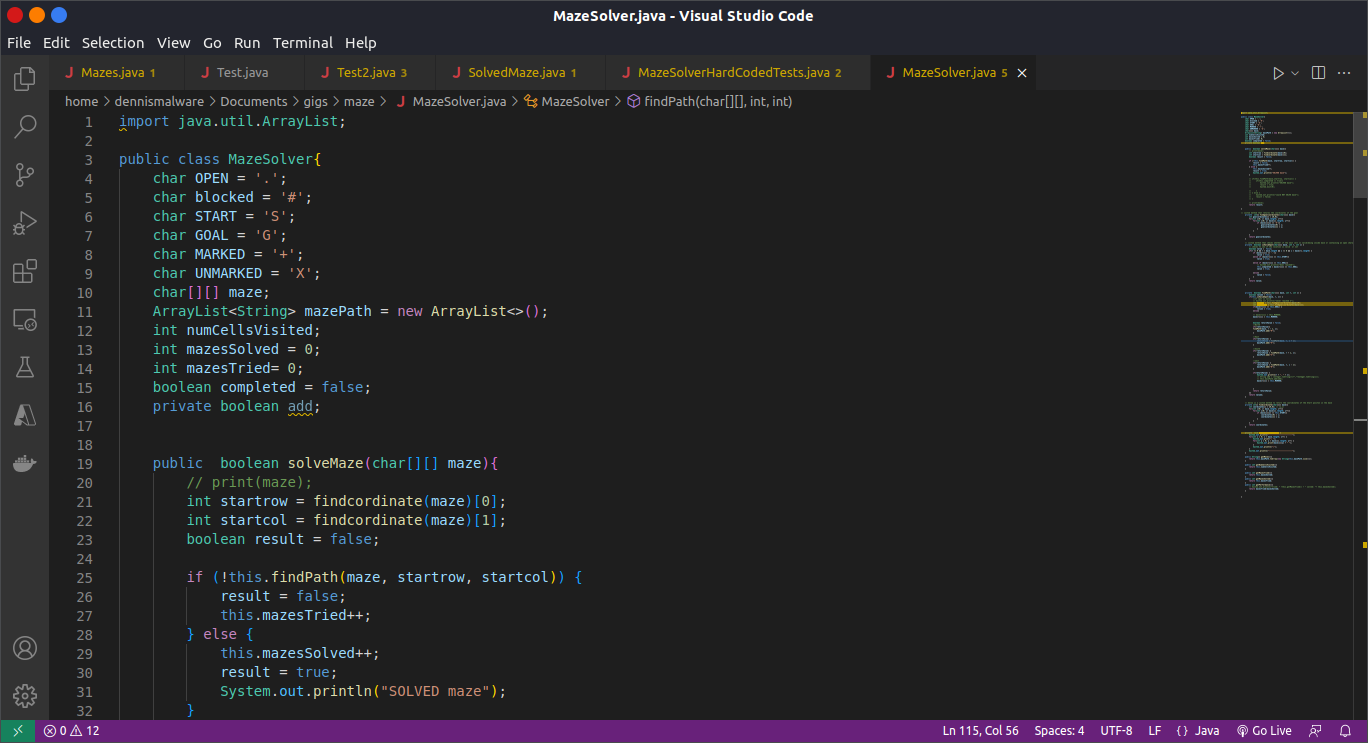 MazeSolver.java - Visual Studio Code
File Edit Selection View Go Run Terminal Help
Mazes.java 1 Test.java Test2.java 3 SolvedMaze.java 1 MazeSolverHardCodedTests.java 2 MazeSolver.java 5
home > dennismalware > Documents > gigs > maze > MazeSolver.java > MazeSolver > findPath(char[][], int, int)
1 import java.util.ArrayList;
2
3 public class MazeSolver{
4     char OPEN = '.';
5     char blocked = '#';
6     char START = 'S';
7     char GOAL = 'G';
8     char MARKED = '+';
9     char UNMARKED = 'X';
10     char[][] maze;
11     ArrayList<String> mazePath = new ArrayList<>();
12     int numCellsVisited;
13     int mazesSolved = 0;
14     int mazesTried= 0;
15     boolean completed = false;
16     private boolean add;
17
18
19     public  boolean solveMaze(char[][] maze){
20         // print(maze);
21         int startrow = findcordinate(maze)[0];
22         int startcol = findcordinate(maze)[1];
23         boolean result = false;
24
25         if (!this.findPath(maze, startrow, startcol)) {
26             result = false;
27             this.mazesTried++;
28         } else {
29             this.mazesSolved++;
30             result = true;
31             System.out.println("SOLVED maze");
32         }
0 12 Ln 115, Col 56 Spaces: 4 UTF-8 LF { } Java Go Live